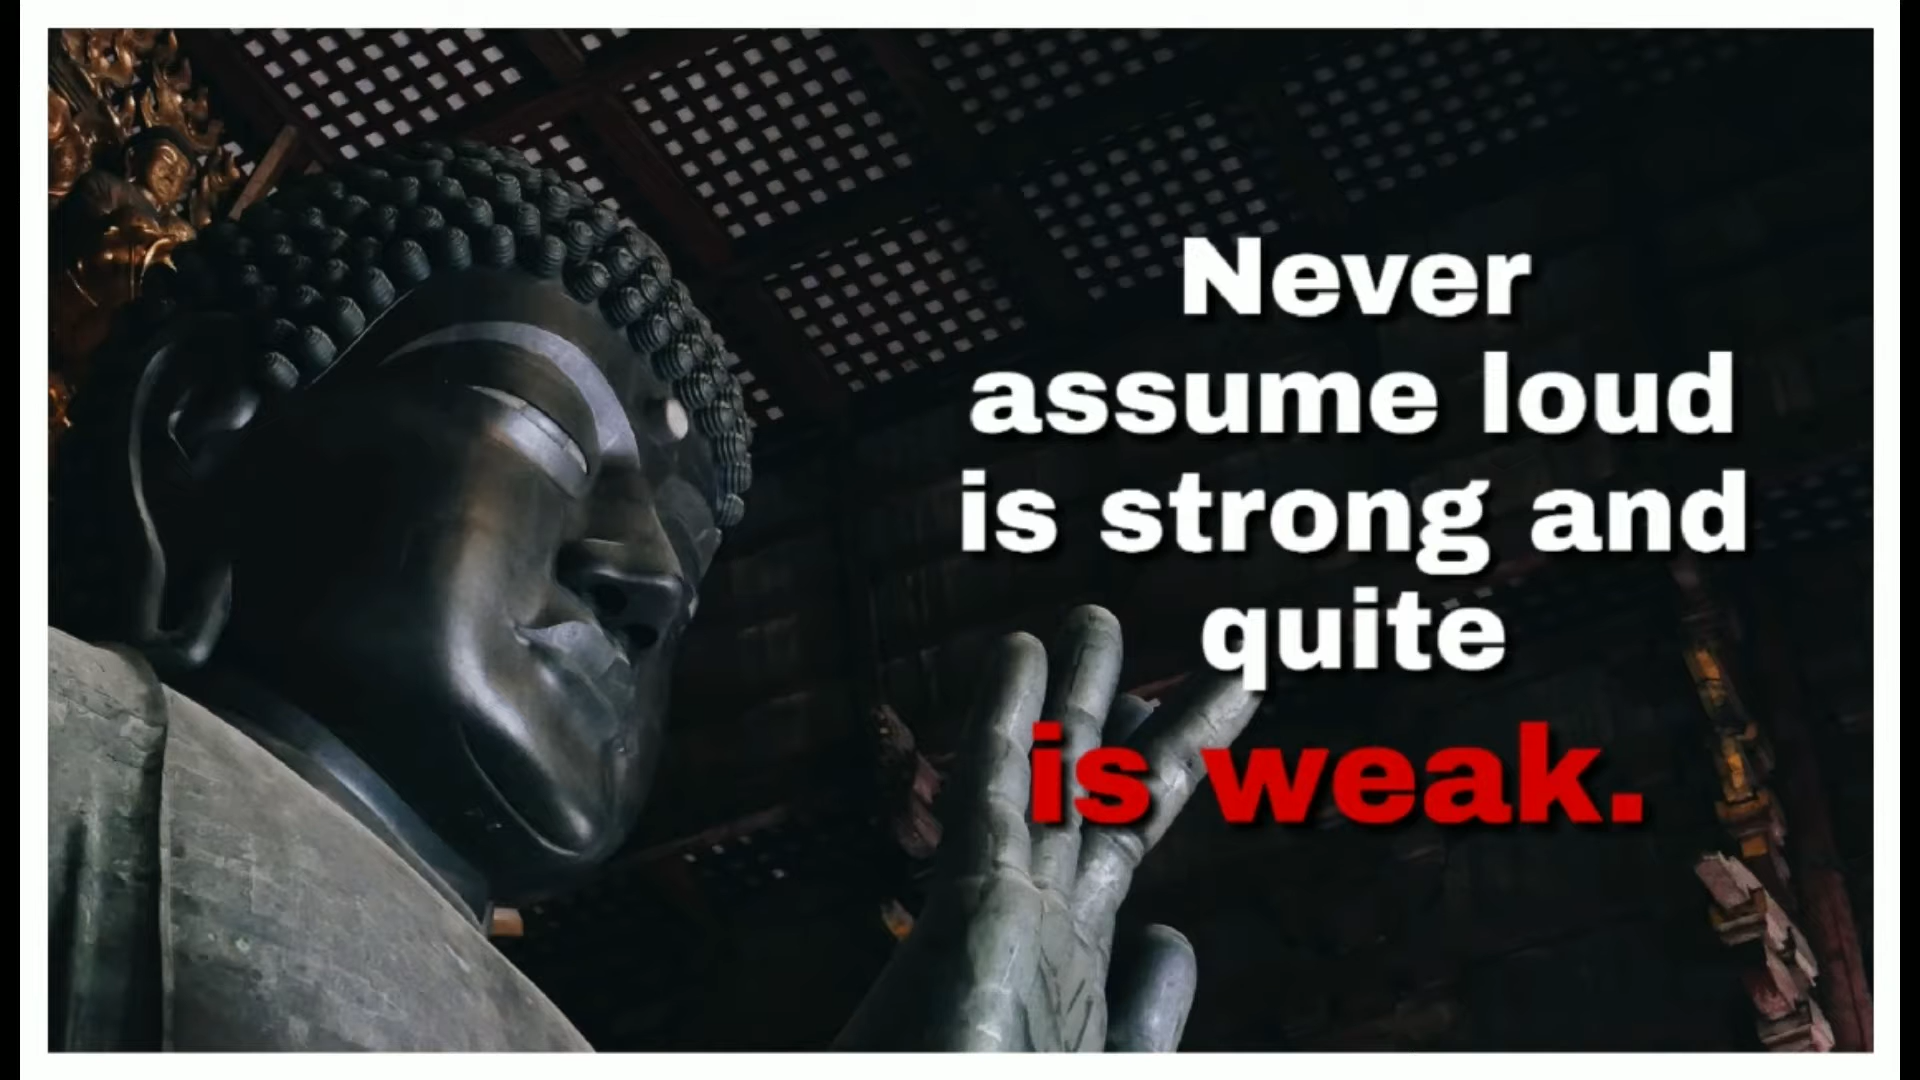 Never
assume loud
is strong and
quite
is weak.